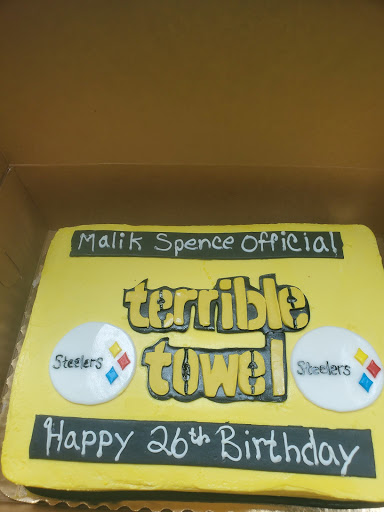 Malik Spence Official
terrible
towel
Steelers
Steelers
Happy 26th Birthday